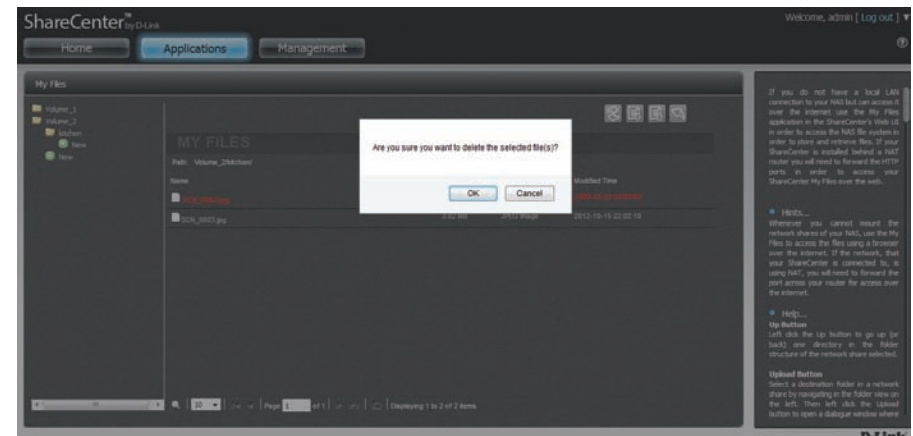 ShareCenter™ by D-Link
Welcome, admin [ Log out ] ▼
Home
Applications
Management
My Files
Volume_1
Volume_2
kitchen
New
New
MY FILES
Path:
Name
Modified Time
SCN_0003.jpg
JPEG Image
2012-10-15 22:02:10
Are you sure you want to delete the selected file(s)?
OK
Cancel
10
Page 1 of 1
Displaying 1 to 2 of 2 items
If you do not have a local LAN
connection to your NAS but can access it
over the internet use the My Files
application in the ShareCenter's Web UI
in order to access the NAS file system in
order to store and retrieve files. If your
ShareCenter is installed behind a NAT
router you will need to forward the HTTP
ports in order to access your
ShareCenter My Files over the web.
Hints...
Whenever you cannot mount the
network shares of your NAS, use the My
Files to access the files using a browser
over the internet. If the network, that
your ShareCenter is connected to, is
using NAT, you will need to forward the
port across your router for access over
the internet.
Help...
Up Button
Left click the Up button to go up (or
back) one directory in the folder
structure of the network share selected.
Upload Button
Select a destination folder in a network
share by navigating in the folder view on
the left. Then left click the Upload
button to open a dialogue window where